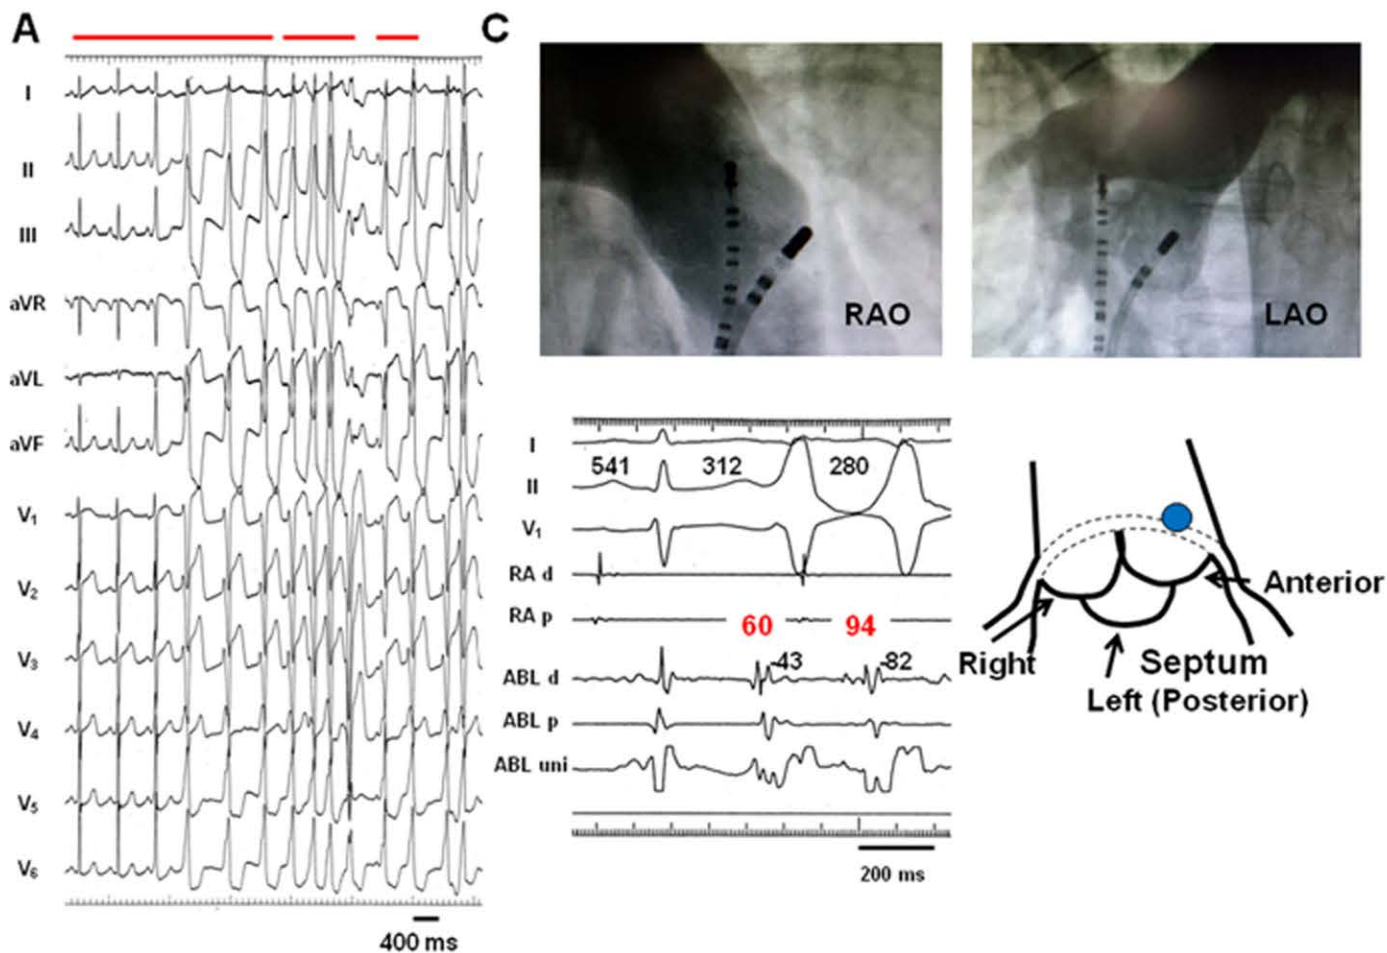 A
I
II
III
aVR
aVL
aVF
V1
V2
V3
V4
V5
V6
400 ms
C
RAO
LAO
I
541 312 280
II
V1
RA d
RA p
60 94
-43 -82
ABL d
ABL p
ABL uni
200 ms
Anterior
Right
Septum
Left (Posterior)